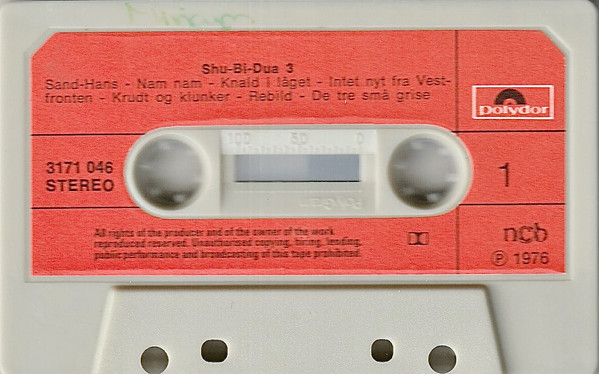 Shu-Bi-Dua 3
Sand-Hans - Nam nam - Knald i låget - Intet nyt fra Vest-
fronten - Krudt og klunker - Rebild - De tre små grise
Polydor
3171 046
STEREO
100 50 0
PolyGram
1
All rights of the producer and of the owner of the work
reproduced reserved. Unauthorised copying, hiring, lending,
public performance and broadcasting of this tape prohibited.
ncb
Ⓟ 1976